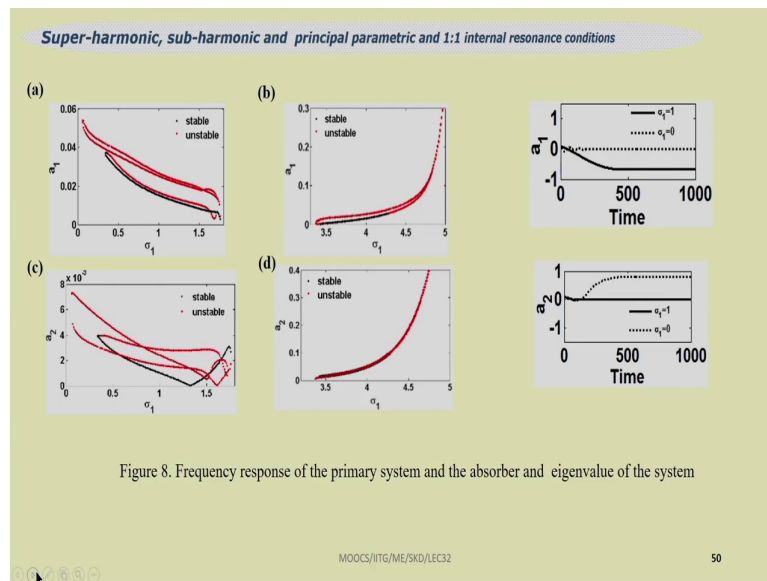 Super-harmonic, sub-harmonic and principal parametric and 1:1 internal resonance conditions
(a)
0.06
0.04
0.02
0
a₁
stable
unstable
0 0.5 1 1.5
σ₁
(b)
0.3
0.2
0.1
0
a₁
stable
unstable
3.5 4 4.5 5
σ₁
1
0
-1
a₁
σ₁=1
σ₁=0
0 500 1000
Time
(c)
x 10⁻³
8
6
4
2
0
a₂
stable
unstable
0 0.5 1 1.5
σ₁
(d)
0.4
0.3
0.2
0.1
0
a₂
stable
unstable
3 3.5 4 4.5 5
σ₁
1
0
-1
a₂
σ₁=1
σ₁=0
0 500 1000
Time
Figure 8. Frequency response of the primary system and the absorber and eigenvalue of the system
MOOCS/IITG/ME/SKD/LEC32
50